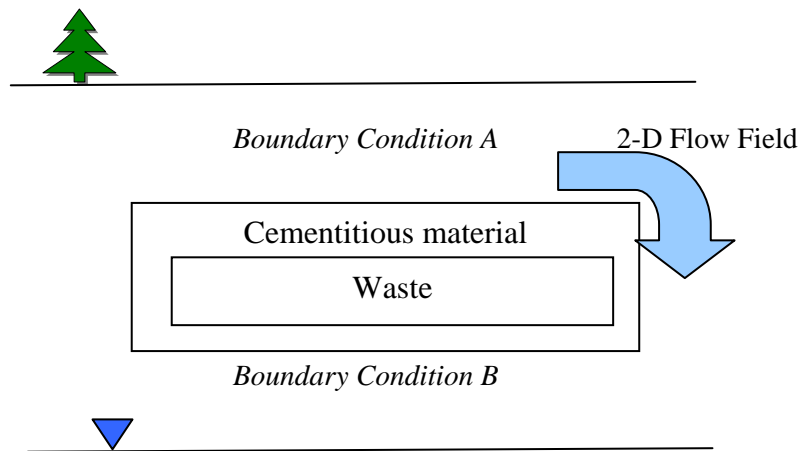 Boundary Condition A
2-D Flow Field
Cementitious material
Waste
Boundary Condition B